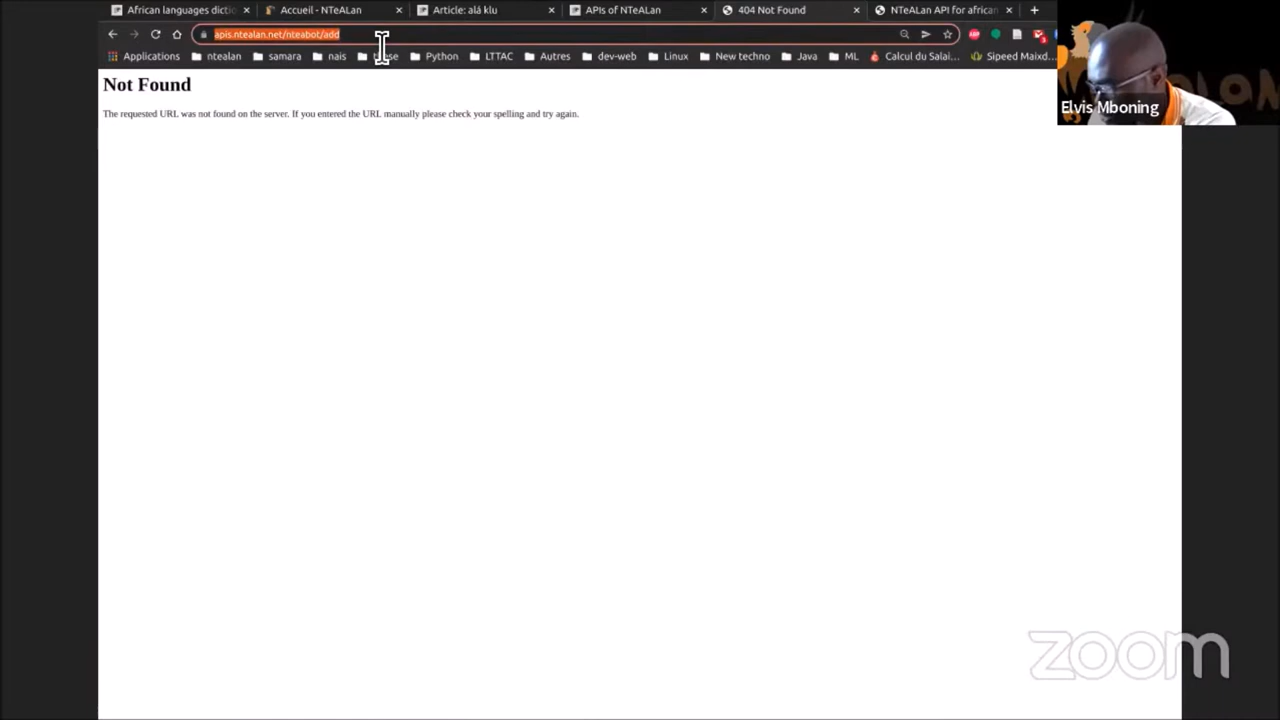 African languages dictio
Accueil - NTeALan
Article: alá klu
APIs of NTeALan
404 Not Found
NTeALan API for african
apis.ntealan.net/nteabot/add
Applications
ntealan
samara
nais
Python
LTTAC
Autres
dev-web
Linux
New techno
Java
ML
Calcul du Salai...
Sipeed Maixd...
Elvis Mboning
Not Found
The requested URL was not found on the server. If you entered the URL manually please check your spelling and try again.
zoom